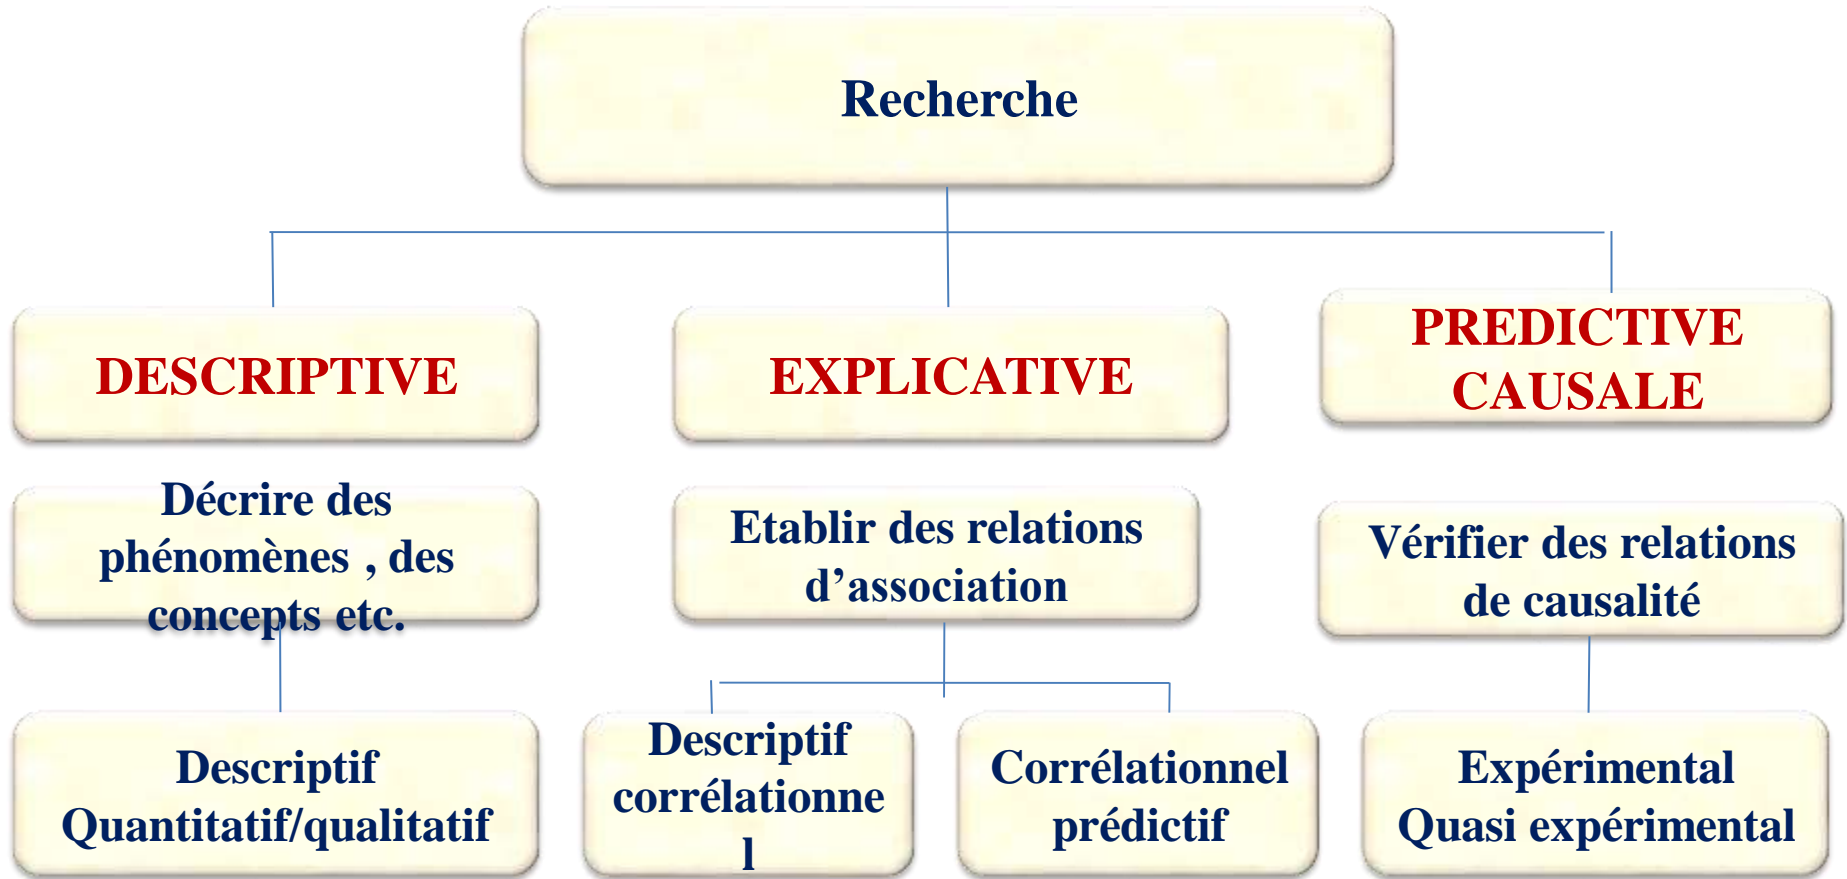 Recherche
DESCRIPTIVE
EXPLICATIVE
PREDICTIVE
CAUSALE
Décrire des
phénomènes , des
concepts etc.
Etablir des relations
d’association
Vérifier des relations
de causalité
Descriptif
Quantitatif/qualitatif
Descriptif
corrélationne
l
Corrélationnel
prédictif
Expérimental
Quasi expérimental